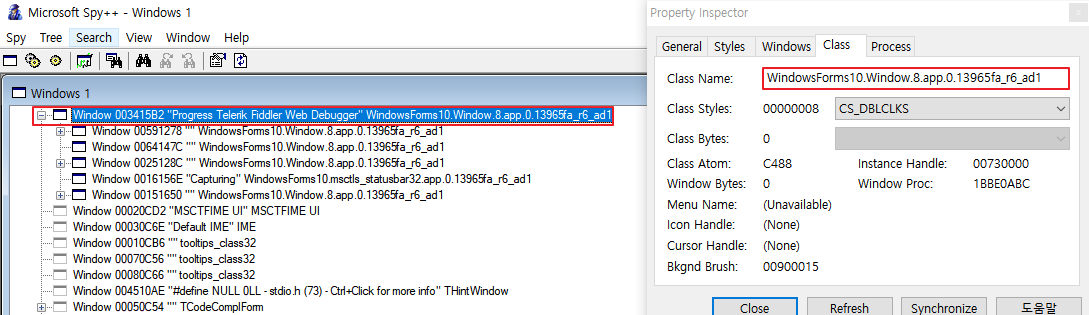 Microsoft Spy++ - Windows 1
Spy Tree Search View Window Help
Windows 1
Window 003415B2 "Progress Telerik Fiddler Web Debugger" WindowsForms10.Window.8.app.0.13965fa_r6_ad1
Window 00591278 "" WindowsForms10.Window.8.app.0.13965fa_r6_ad1
Window 0064147C "" WindowsForms10.Window.8.app.0.13965fa_r6_ad1
Window 0025128C "" WindowsForms10.Window.8.app.0.13965fa_r6_ad1
Window 0016156E "Capturing" WindowsForms10.msctls_statusbar32.app.0.13965fa_r6_ad1
Window 00151650 "" WindowsForms10.Window.8.app.0.13965fa_r6_ad1
Window 00020CD2 "MSCTFIME UI" MSCTFIME UI
Window 00030C6E "Default IME" IME
Window 00010CB6 "" tooltips_class32
Window 00070C56 "" tooltips_class32
Window 00080C66 "" tooltips_class32
Window 004510AE "#define NULL 0LL - stdio.h (73) - Ctrl+Click for more info" THintWindow
Window 00050C54 "" TCodeComplForm
Property Inspector
General Styles Windows Class Process
Class Name: WindowsForms10.Window.8.app.0.13965fa_r6_ad1
Class Styles: 00000008 CS_DBLCLKS
Class Bytes: 0
Class Atom: C488 Instance Handle: 00730000
Window Bytes: 0 Window Proc: 1BBE0ABC
Menu Name: (Unavailable)
Icon Handle: (None)
Cursor Handle: (None)
Bkgnd Brush: 00900015
Close Refresh Synchronize 도움말